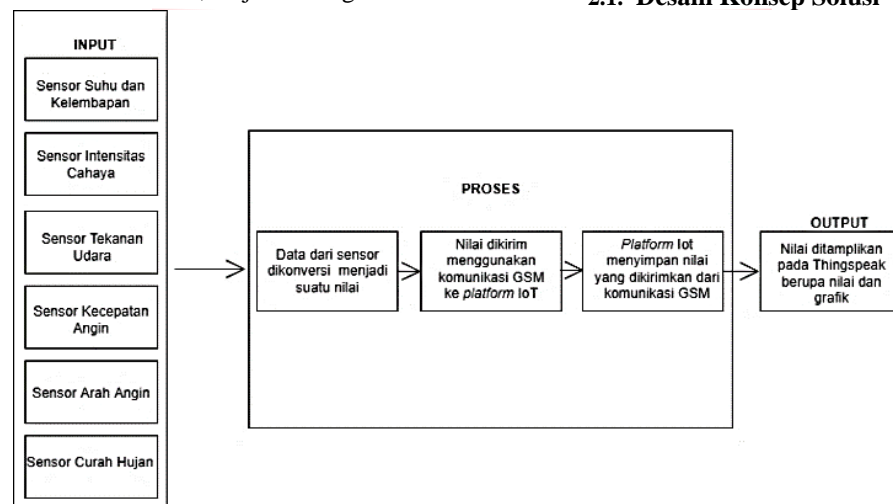 2.1. Desain Konsep Solusi
INPUT
Sensor Suhu dan
Kelembapan
Sensor Intensitas
Cahaya
Sensor Tekanan
Udara
Sensor Kecepatan
Angin
Sensor Arah Angin
Sensor Curah Hujan
PROSES
Data dari sensor
dikonversi menjadi
suatu nilai
Nilai dikirim
menggunakan
komunikasi GSM
ke platform IoT
Platform Iot
menyimpan nilai
yang dikirimkan dari
komunikasi GSM
OUTPUT
Nilai ditamplikan
pada Thingspeak
berupa nilai dan
grafik